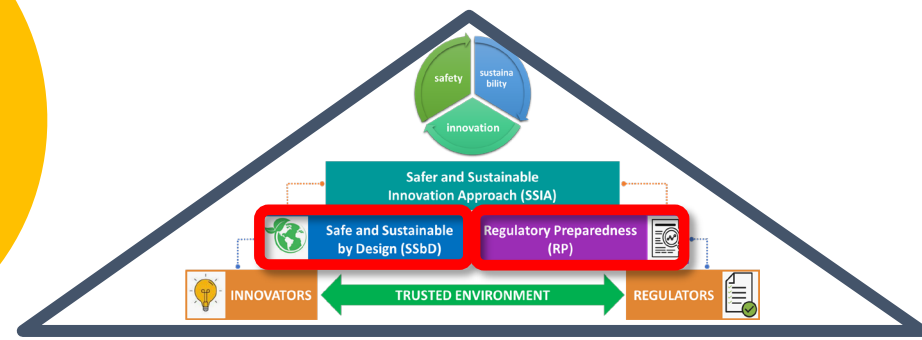 safety
sustaina
bility
innovation
Safer and Sustainable
Innovation Approach (SSIA)
Safe and Sustainable
by Design (SSbD)
Regulatory Preparedness
(RP)
INNOVATORS
TRUSTED ENVIRONMENT
REGULATORS